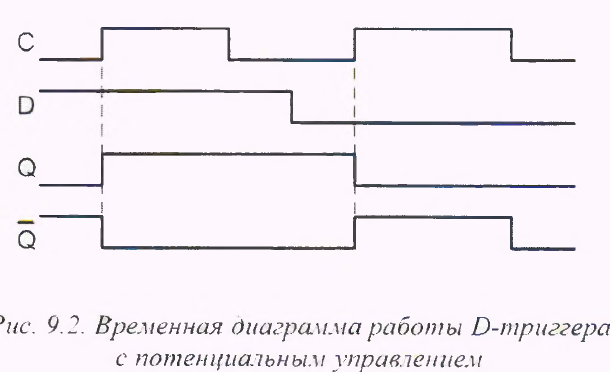 C
D
Q
Q̅
Рис. 9.2. Временная диаграмма работы D-триггера
с потенциальным управлением